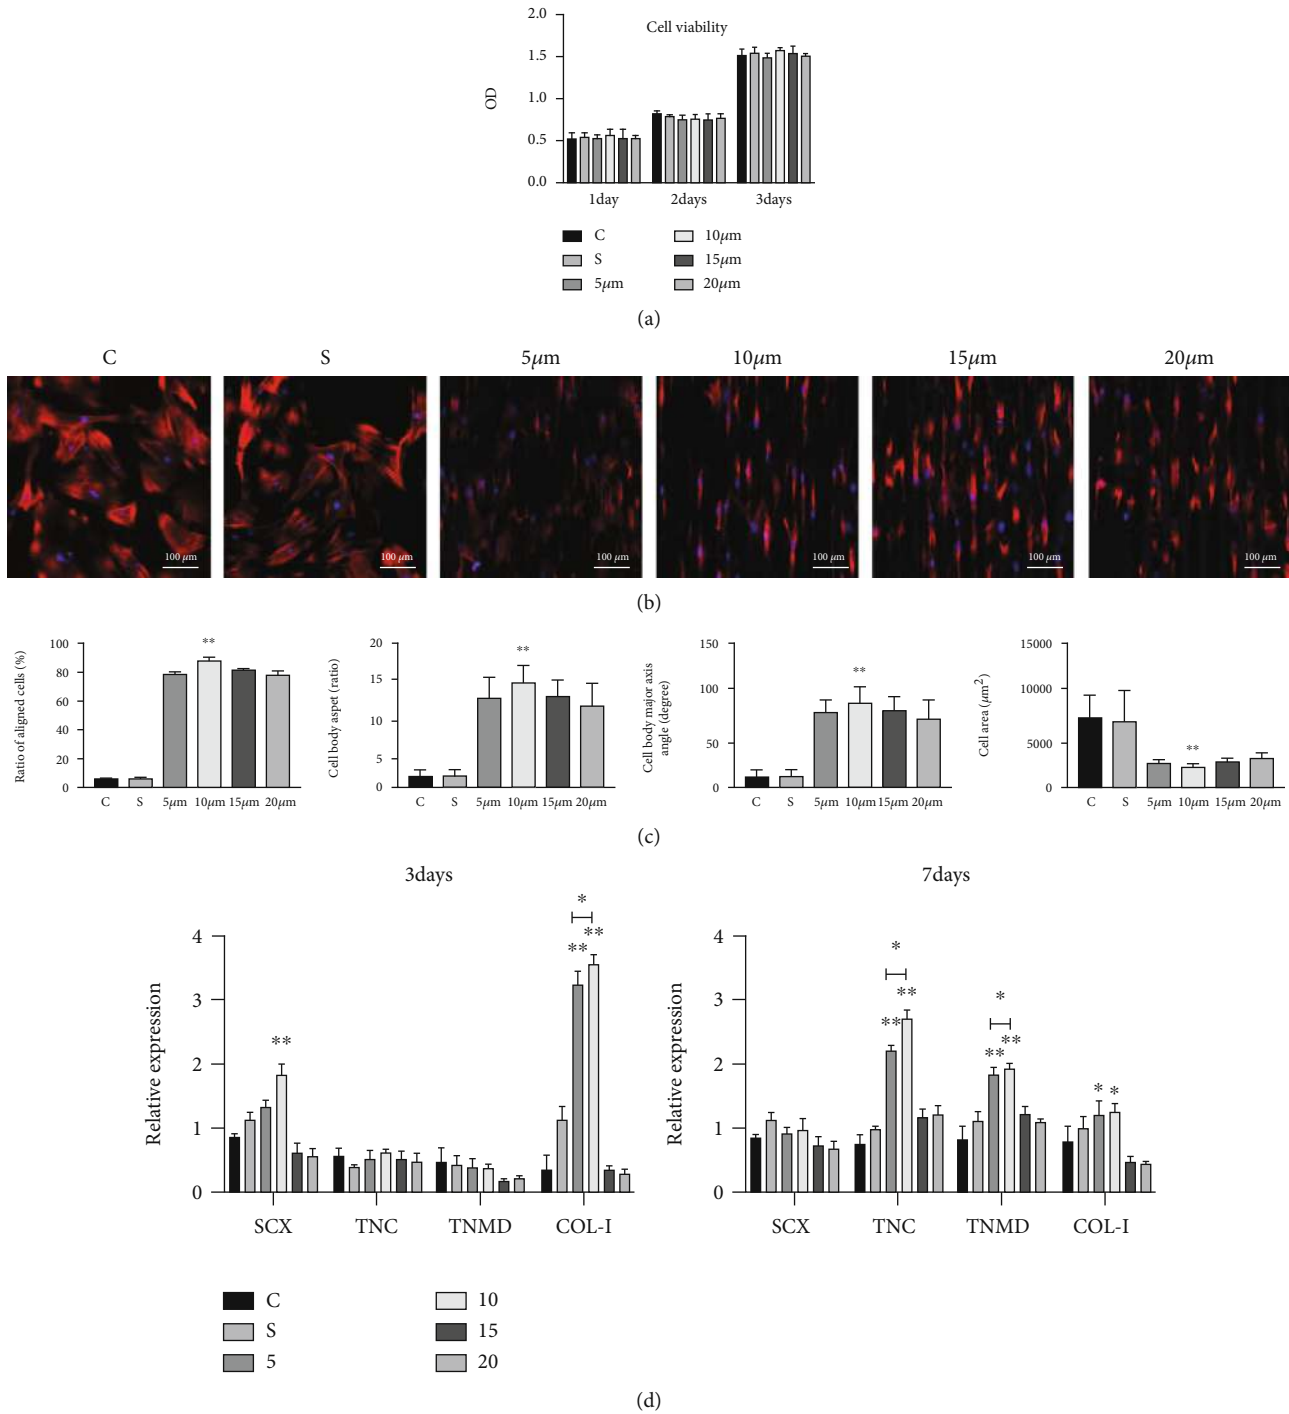 Cell viability
2.0
1.5
1.0
0.5
0.0
OD
1day 2days 3days
C 10μm
S 15μm
5μm 20μm
(a)
C S 5μm 10μm 15μm 20μm
100 μm 100 μm 100 μm 100 μm 100 μm 100 μm
(b)
Ratio of aligned cells (%)
100
80
60
40
20
0
**
C S 5μm 10μm 15μm 20μm
Cell body aspet (ratio)
20
15
10
5
0
**
C S 5μm 10μm 15μm 20μm
Cell body major axis
angle (degree)
150
100
50
0
**
C S 5μm 10μm 15μm 20μm
Cell area (μm²)
15000
10000
5000
0
**
C S 5μm 10μm 15μm 20μm
(c)
3days
Relative expression
4
3
2
1
0
**
*
** **
SCX TNC TNMD COL-I
7days
Relative expression
4
3
2
1
0
*
** **
*
** **
* *
SCX TNC TNMD COL-I
C 10
S 15
5 20
(d)